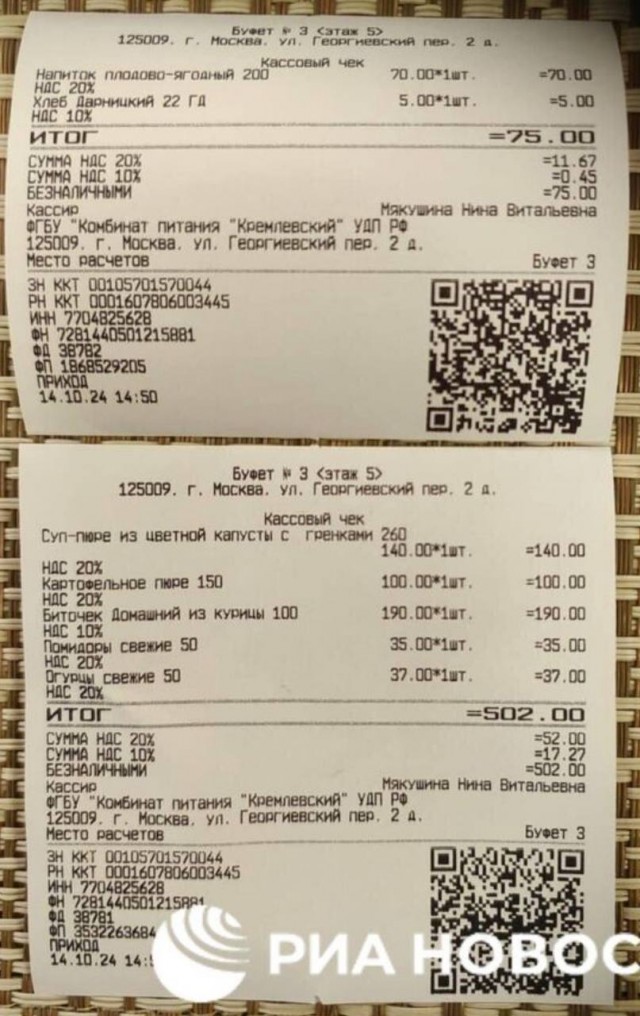 Буфет № 3 <этаж 5>
125009. г. Москва. ул. Георгиевский пер. 2 д.
Кассовый чек
Напиток плодово-ягодный 200 70.00*1шт. =70.00
НДС 20%
Хлеб Дарницкий 22 ГД 5.00*1шт. =5.00
НДС 10%
ИТОГ =75.00
СУММА НДС 20% =11.67
СУММА НДС 10% =0.45
БЕЗНАЛИЧНЫМИ =75.00
Кассир Мякушина Нина Витальевна
ФГБУ "Комбинат питания "Кремлевский" УДП РФ
125009. г. Москва. ул. Георгиевский пер. 2 д.
Место расчетов Буфет 3
ЗН ККТ 00105701570044
РН ККТ 0001607806003445
ИНН 7704825628
ФН 7281440501215881
ФД 38782
ФП 1868529205
ПРИХОД
14.10.24 14:50
Буфет № 3 <этаж 5>
125009. г. Москва. ул. Георгиевский пер. 2 д.
Кассовый чек
Суп-пюре из цветной капусты с гренками 260
140.00*1шт. =140.00
НДС 20%
Картофельное пюре 150 100.00*1шт. =100.00
НДС 20%
Биточек Домашний из курицы 100 190.00*1шт. =190.00
НДС 10%
Помидоры свежие 50 35.00*1шт. =35.00
НДС 20%
Огурцы свежие 50 37.00*1шт. =37.00
НДС 20%
ИТОГ =502.00
СУММА НДС 20% =52.00
СУММА НДС 10% =17.27
БЕЗНАЛИЧНЫМИ =502.00
Кассир Мякушина Нина Витальевна
ФГБУ "Комбинат питания "Кремлевский" УДП РФ
125009. г. Москва. ул. Георгиевский пер. 2 д.
Место расчетов Буфет 3
ЗН ККТ 00105701570044
РН ККТ 0001607806003445
ИНН 7704825628
ФН 7281440501215881
ФД 38781
ФП 3532263684
ПРИХОД
14.10.24
РИА НОВОС